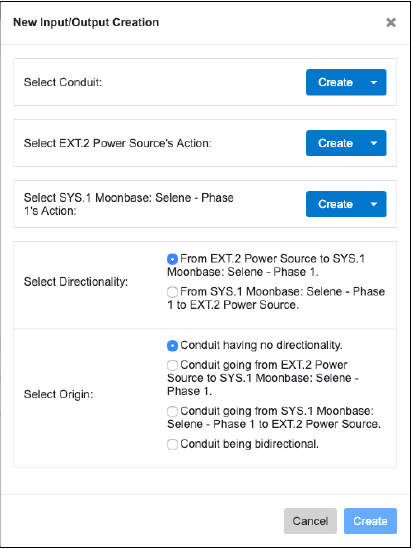 New Input/Output Creation
Select Conduit:
Create
Select EXT.2 Power Source's Action:
Create
Select SYS.1 Moonbase: Selene - Phase
1's Action:
Create
Select Directionality:
From EXT.2 Power Source to SYS.1
Moonbase: Selene - Phase 1.
From SYS.1 Moonbase: Selene - Phase
1 to EXT.2 Power Source.
Select Origin:
Conduit having no directionality.
Conduit going from EXT.2 Power
Source to SYS.1 Moonbase: Selene -
Phase 1.
Conduit going from SYS.1 Moonbase:
Selene - Phase 1 to EXT.2 Power Source.
Conduit being bidirectional.
Cancel
Create